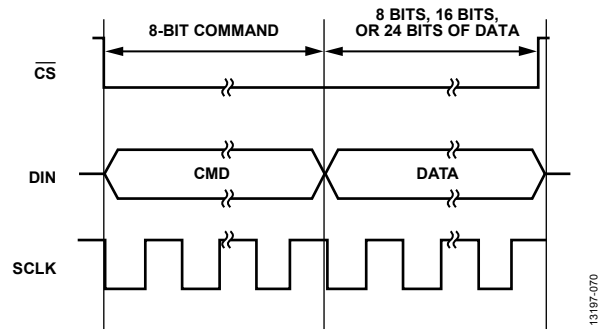 8-BIT COMMAND
8 BITS, 16 BITS,
OR 24 BITS OF DATA
CS
DIN
CMD
DATA
SCLK
13197-070